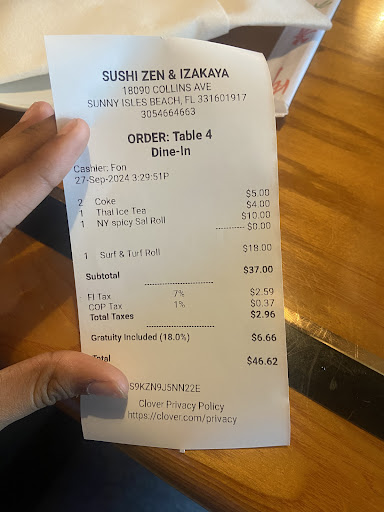 SUSHI ZEN & IZAKAYA
18090 COLLINS AVE
SUNNY ISLES BEACH, FL 331601917
3054664663
ORDER: Table 4
Dine-In
Cashier: Fon
27-Sep-2024 3:29:51P
2 Coke $5.00
1 Thai Ice Tea $4.00
1 NY spicy Sal Roll $10.00
---------- $0.00
1 Surf & Turf Roll $18.00
Subtotal $37.00
Fl Tax 7% $2.59
COP Tax 1% $0.37
Total Taxes $2.96
Gratuity Included (18.0%) $6.66
Total $46.62
S9KZN9J5NN22E
Clover Privacy Policy
https://clover.com/privacy